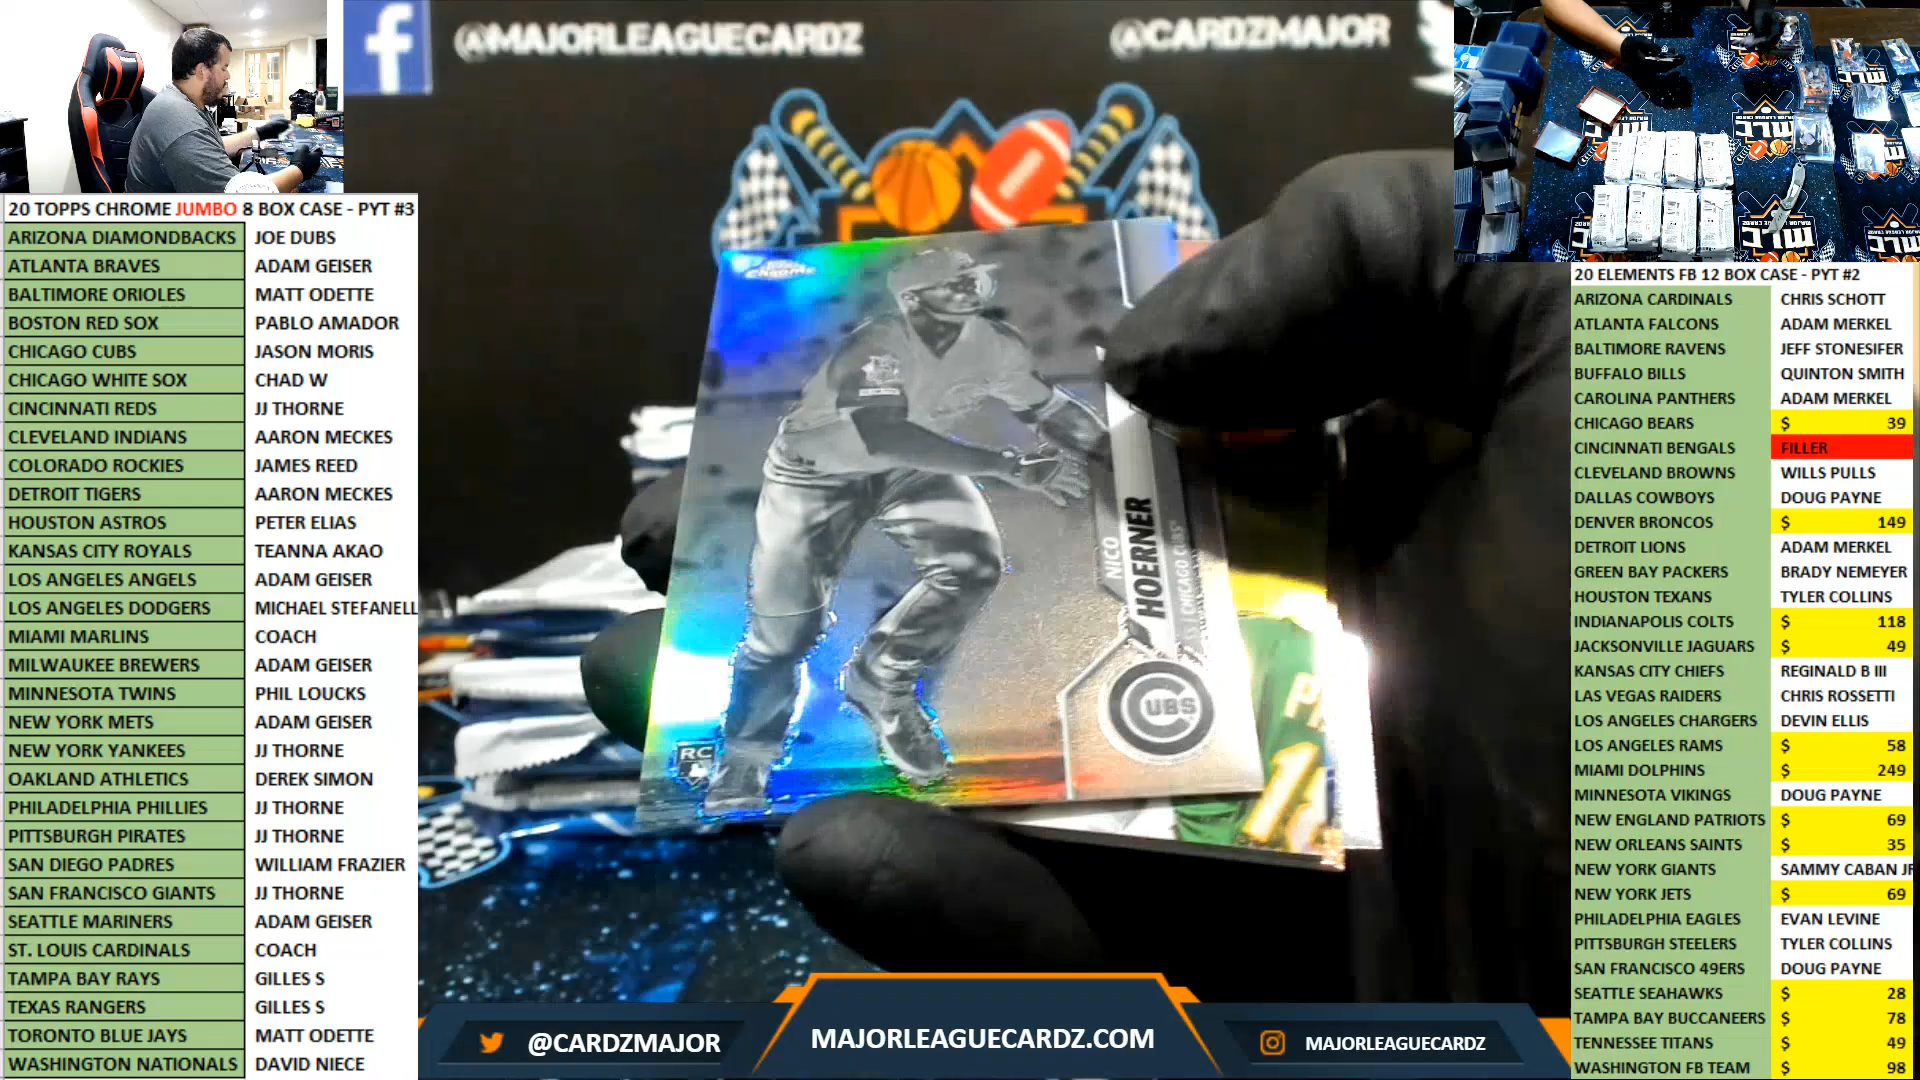 @MAJORLEAGUECARDZ
@CARDZMAJOR
20 TOPPS CHROME JUMBO 8 BOX CASE - PYT #3
ARIZONA DIAMONDBACKS JOE DUBS
ATLANTA BRAVES ADAM GEISER
BALTIMORE ORIOLES MATT ODETTE
BOSTON RED SOX PABLO AMADOR
CHICAGO CUBS JASON MORIS
CHICAGO WHITE SOX CHAD W
CINCINNATI REDS JJ THORNE
CLEVELAND INDIANS AARON MECKES
COLORADO ROCKIES JAMES REED
DETROIT TIGERS AARON MECKES
HOUSTON ASTROS PETER ELIAS
KANSAS CITY ROYALS TEANNA AKAO
LOS ANGELES ANGELS ADAM GEISER
LOS ANGELES DODGERS MICHAEL STEFANELL
MIAMI MARLINS COACH
MILWAUKEE BREWERS ADAM GEISER
MINNESOTA TWINS PHIL LOUCKS
NEW YORK METS ADAM GEISER
NEW YORK YANKEES JJ THORNE
OAKLAND ATHLETICS DEREK SIMON
PHILADELPHIA PHILLIES JJ THORNE
PITTSBURGH PIRATES JJ THORNE
SAN DIEGO PADRES WILLIAM FRAZIER
SAN FRANCISCO GIANTS JJ THORNE
SEATTLE MARINERS ADAM GEISER
ST. LOUIS CARDINALS COACH
TAMPA BAY RAYS GILLES S
TEXAS RANGERS GILLES S
TORONTO BLUE JAYS MATT ODETTE
WASHINGTON NATIONALS DAVID NIECE
Chrome
NICO
HOERNER
CHICAGO CUBS
CUBS
RC
20 ELEMENTS FB 12 BOX CASE - PYT #2
ARIZONA CARDINALS CHRIS SCHOTT
ATLANTA FALCONS ADAM MERKEL
BALTIMORE RAVENS JEFF STONESIFER
BUFFALO BILLS QUINTON SMITH
CAROLINA PANTHERS ADAM MERKEL
CHICAGO BEARS $ 39
CINCINNATI BENGALS FILLER
CLEVELAND BROWNS WILLS PULLS
DALLAS COWBOYS DOUG PAYNE
DENVER BRONCOS $ 149
DETROIT LIONS ADAM MERKEL
GREEN BAY PACKERS BRADY NEMEYER
HOUSTON TEXANS TYLER COLLINS
INDIANAPOLIS COLTS $ 118
JACKSONVILLE JAGUARS $ 49
KANSAS CITY CHIEFS REGINALD B III
LAS VEGAS RAIDERS CHRIS ROSSETTI
LOS ANGELES CHARGERS DEVIN ELLIS
LOS ANGELES RAMS $ 58
MIAMI DOLPHINS $ 249
MINNESOTA VIKINGS DOUG PAYNE
NEW ENGLAND PATRIOTS $ 69
NEW ORLEANS SAINTS $ 35
NEW YORK GIANTS SAMMY CABAN JR
NEW YORK JETS $ 69
PHILADELPHIA EAGLES EVAN LEVINE
PITTSBURGH STEELERS TYLER COLLINS
SAN FRANCISCO 49ERS DOUG PAYNE
SEATTLE SEAHAWKS $ 28
TAMPA BAY BUCCANEERS $ 78
TENNESSEE TITANS $ 49
WASHINGTON FB TEAM $ 98
@CARDZMAJOR
MAJORLEAGUECARDZ.COM
MAJORLEAGUECARDZ